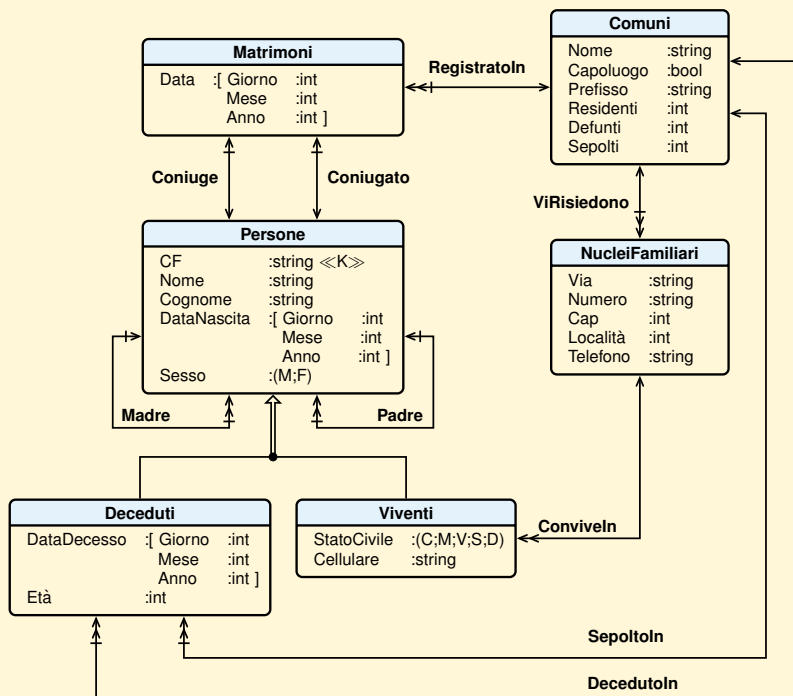 Comuni
Nome :string
Capoluogo :bool
Prefisso :string
Residenti :int
Defunti :int
Sepolti :int
Matrimoni
Data :[ Giorno :int
Mese :int
Anno :int ]
RegistratoIn
Coniuge
Coniugato
ViRisiedono
Persone
CF :string ≪K≫
Nome :string
Cognome :string
DataNascita :[ Giorno :int
Mese :int
Anno :int ]
Sesso :(M;F)
NucleiFamiliari
Via :string
Numero :string
Cap :int
Località :int
Telefono :string
Madre
Padre
Deceduti
DataDecesso :[ Giorno :int
Mese :int
Anno :int ]
Età :int
Viventi
StatoCivile :(C;M;V;S;D)
Cellulare :string
ConviveIn
SepoltoIn
DecedutoIn